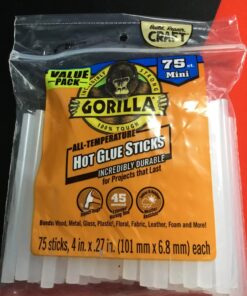 Build. Repair.
CRAFT
VALUE
PACK
75 ct.
Mini
GORILLA
100% TOUGH
ALL-TEMPERATURE
HOT GLUE STICKS
INCREDIBLY DURABLE
for Projects that Last
45
Bonds: Wood, Metal, Glass, Plastic, Floral, Fabric, Leather, Foam and More!
75 sticks, 4 in. x .27 in. (101 mm x 6.8 mm) each